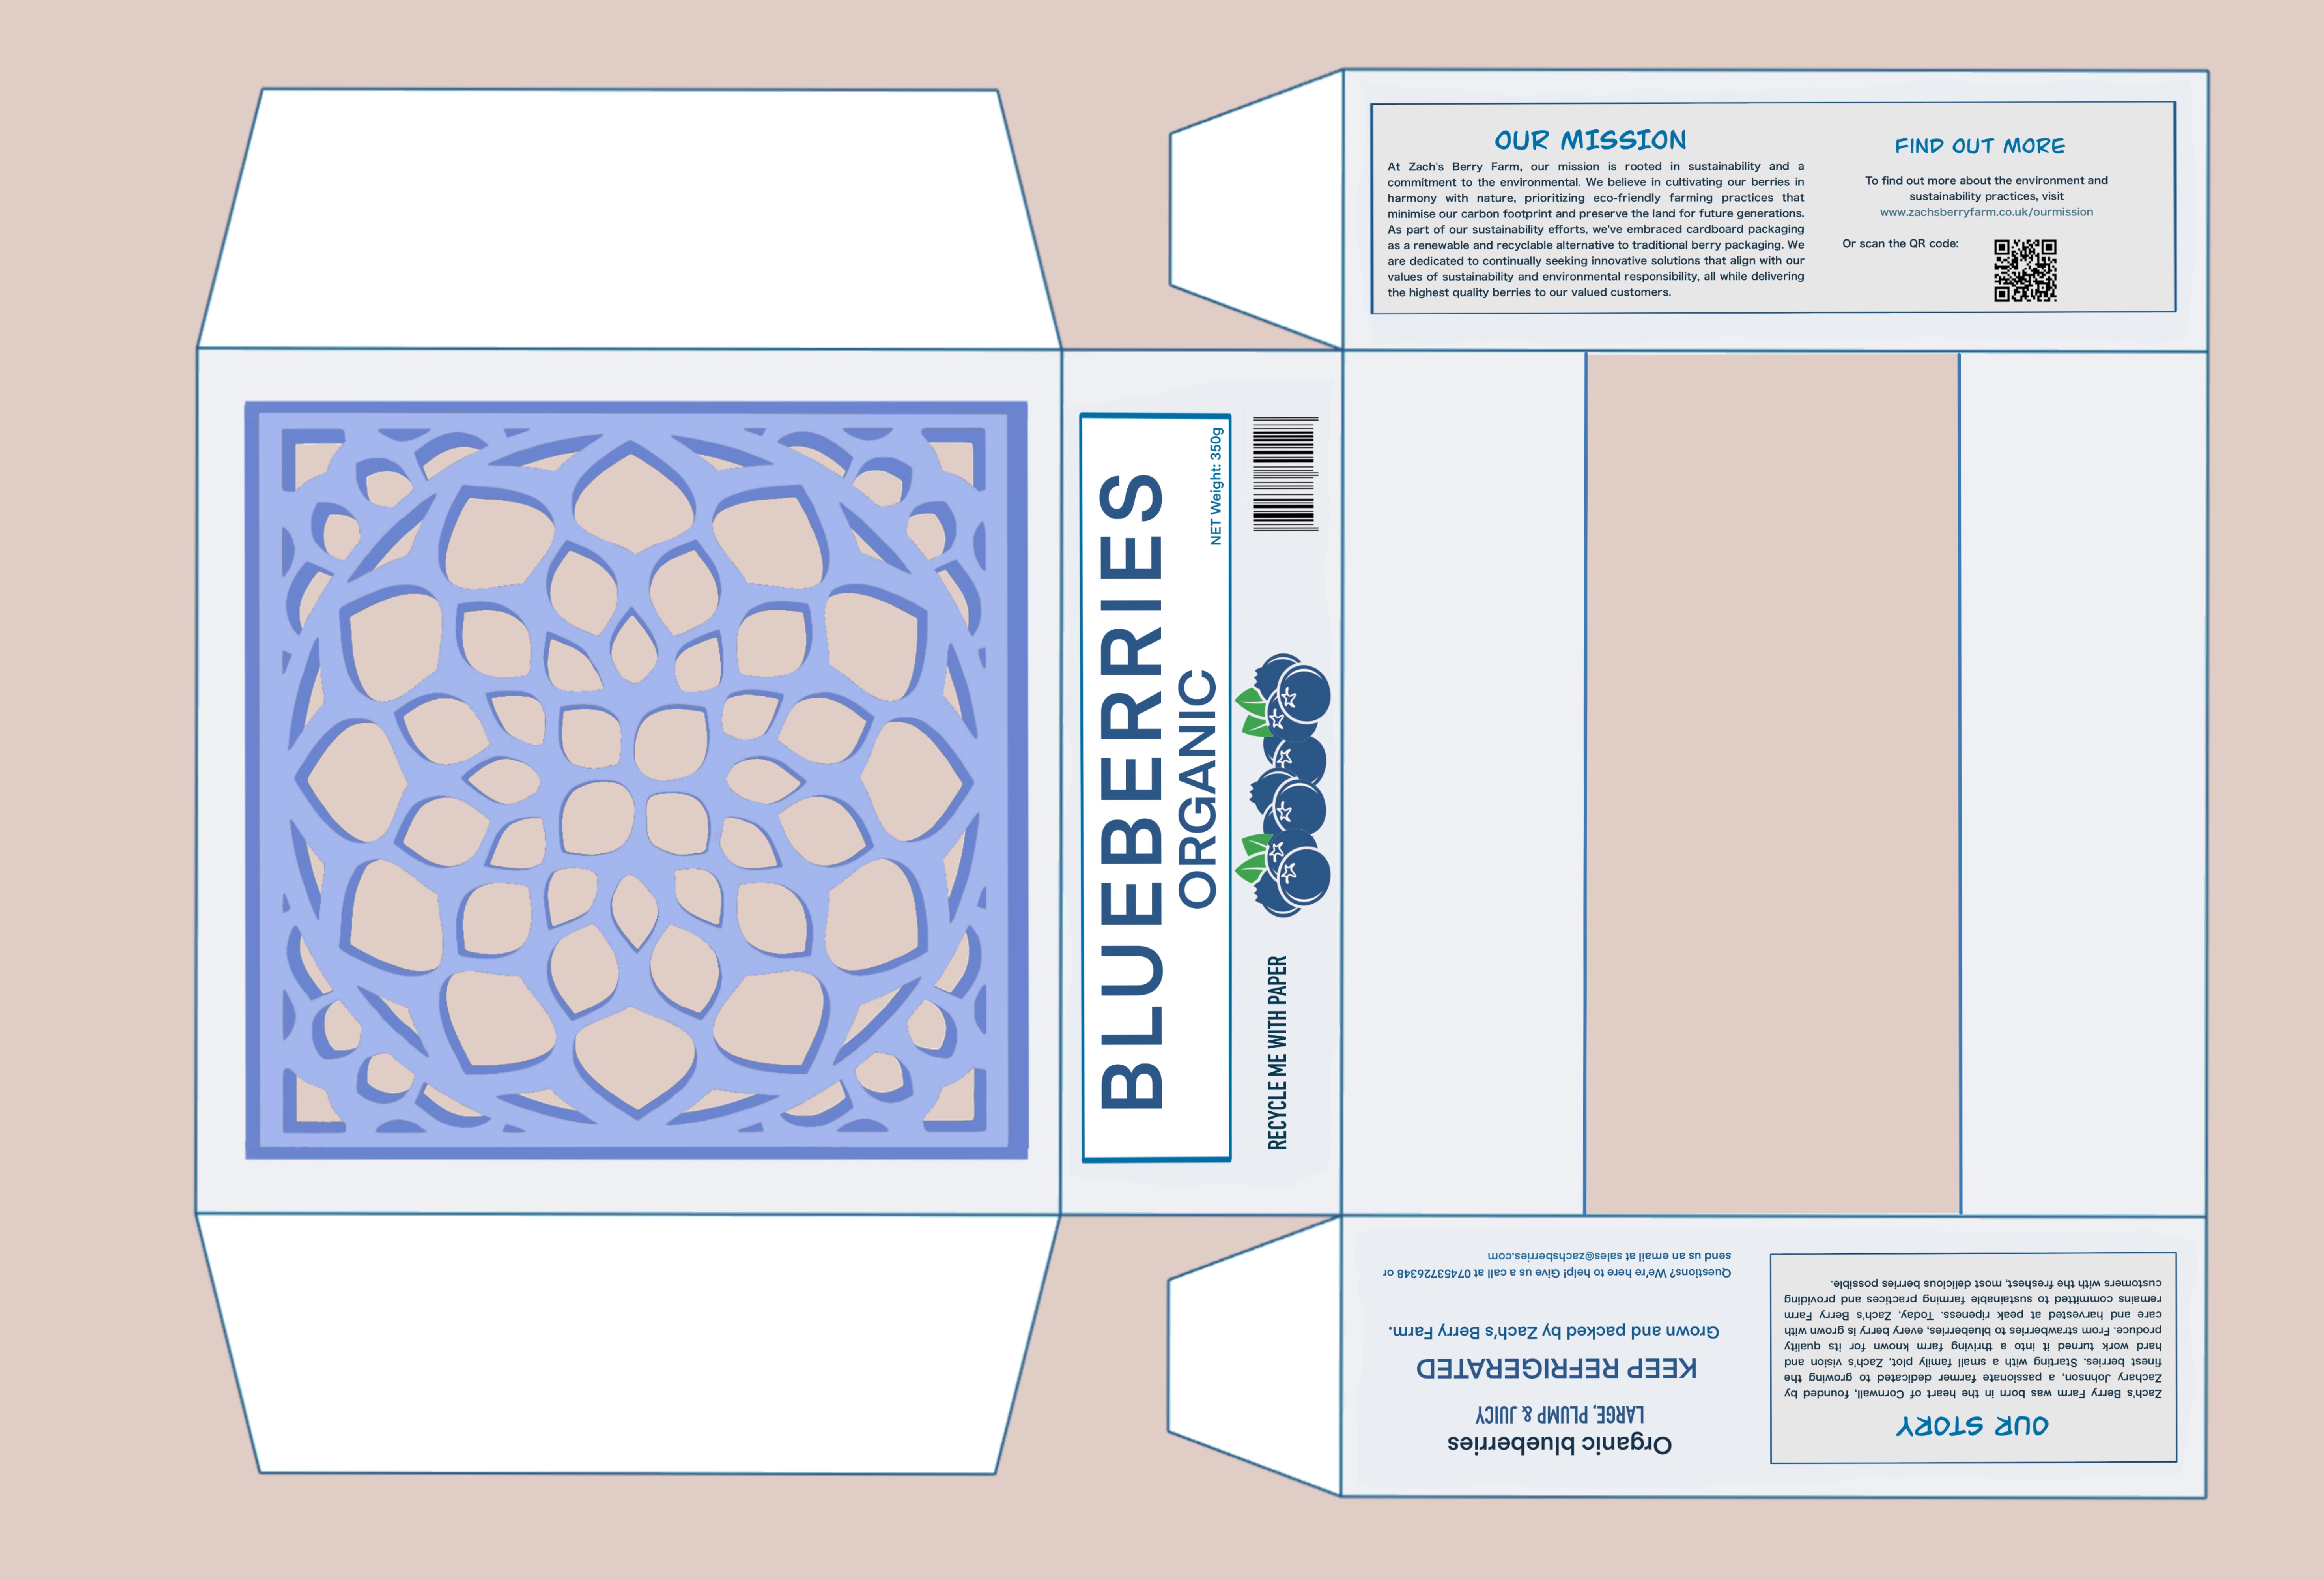 OUR MISSION
At Zach's Berry Farm, our mission is rooted in sustainability and a
commitment to the environmental. We believe in cultivating our berries in
harmony with nature, prioritizing eco-friendly farming practices that
minimise our carbon footprint and preserve the land for future generations.
As part of our sustainability efforts, we've embraced cardboard packaging
as a renewable and recyclable alternative to traditional berry packaging. We
are dedicated to continually seeking innovative solutions that align with our
values of sustainability and environmental responsibility, all while delivering
the highest quality berries to our valued customers.
FIND OUT MORE
To find out more about the environment and
sustainability practices, visit
www.zachsberryfarm.co.uk/ourmission
Or scan the QR code:
BLUEBERRIES
ORGANIC
NET Weight: 350g
RECYCLE ME WITH PAPER
OUR STORY
Zach's Berry Farm was born in the heart of Cornwall, founded by
Zachary Johnson, a passionate farmer dedicated to growing the
finest berries. Starting with a small family plot, Zach's vision and
hard work turned it into a thriving farm known for its quality
produce. From strawberries to blueberries, every berry is grown with
care and harvested at peak ripeness. Today, Zach's Berry Farm
remains committed to sustainable farming practices and providing
customers with the freshest, most delicious berries possible.
Organic blueberries
LARGE, PLUMP & JUICY
KEEP REFRIGERATED
Grown and packed by Zach's Berry Farm.
Questions? We're here to help! Give us a call at 07453726348 or
send us an email at sales@zachsberries.com